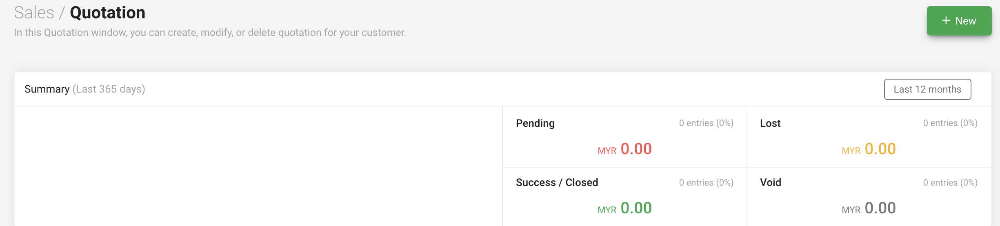 Sales / Quotation
+ New
In this Quotation window, you can create, modify, or delete quotation for your customer.
Summary (Last 365 days)
Last 12 months
Pending
0 entries (0%)
MYR 0.00
Lost
0 entries (0%)
MYR 0.00
Success / Closed
0 entries (0%)
MYR 0.00
Void
0 entries (0%)
MYR 0.00